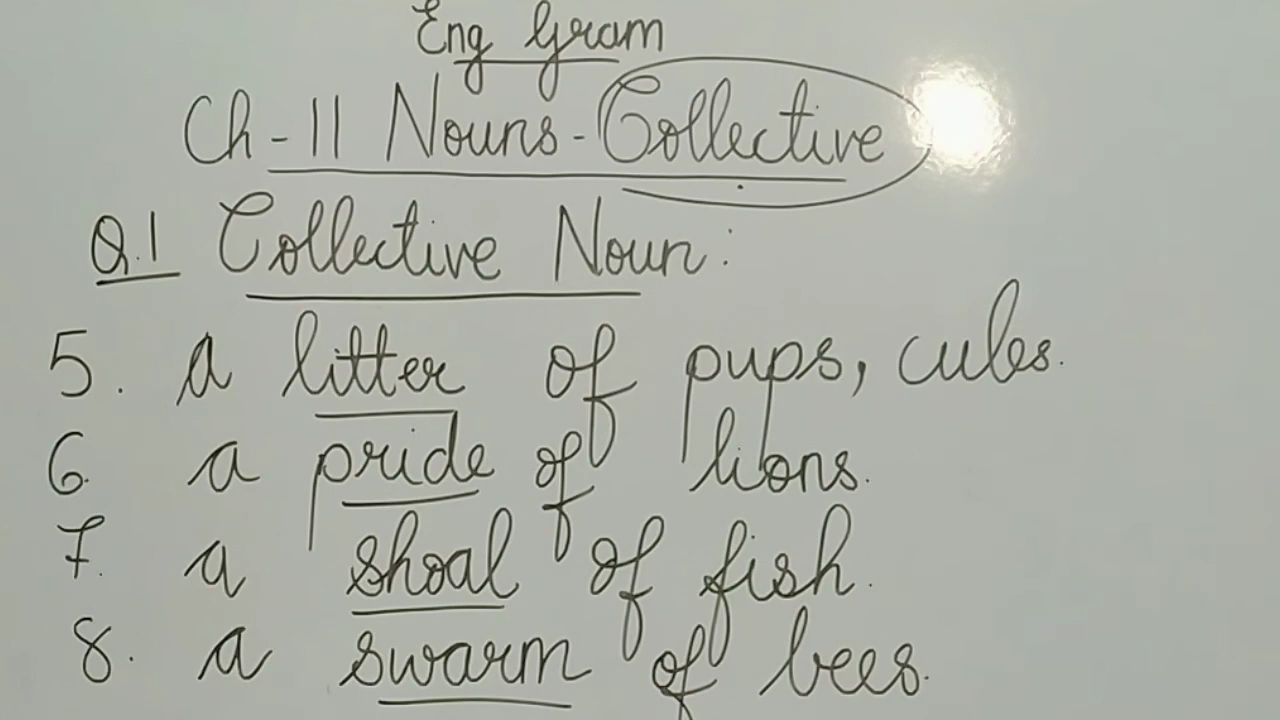 Eng Gram
Ch-11 Nouns-Collective
Q.1 Collective Noun:
5. a litter of pups, cubs.
6. a pride of lions.
7. a shoal of fish.
8. a swarm of bees.